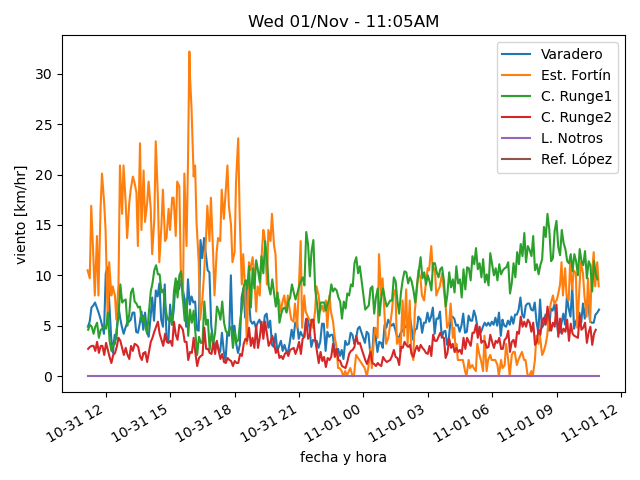 Wed 01/Nov - 11:05AM
Varadero
Est. Fortín
C. Runge1
C. Runge2
L. Notros
Ref. López
viento [km/hr]
30
25
20
15
10
5
0
10-31 12
10-31 15
10-31 18
10-31 21
11-01 00
11-01 03
11-01 06
11-01 09
11-01 12
fecha y hora